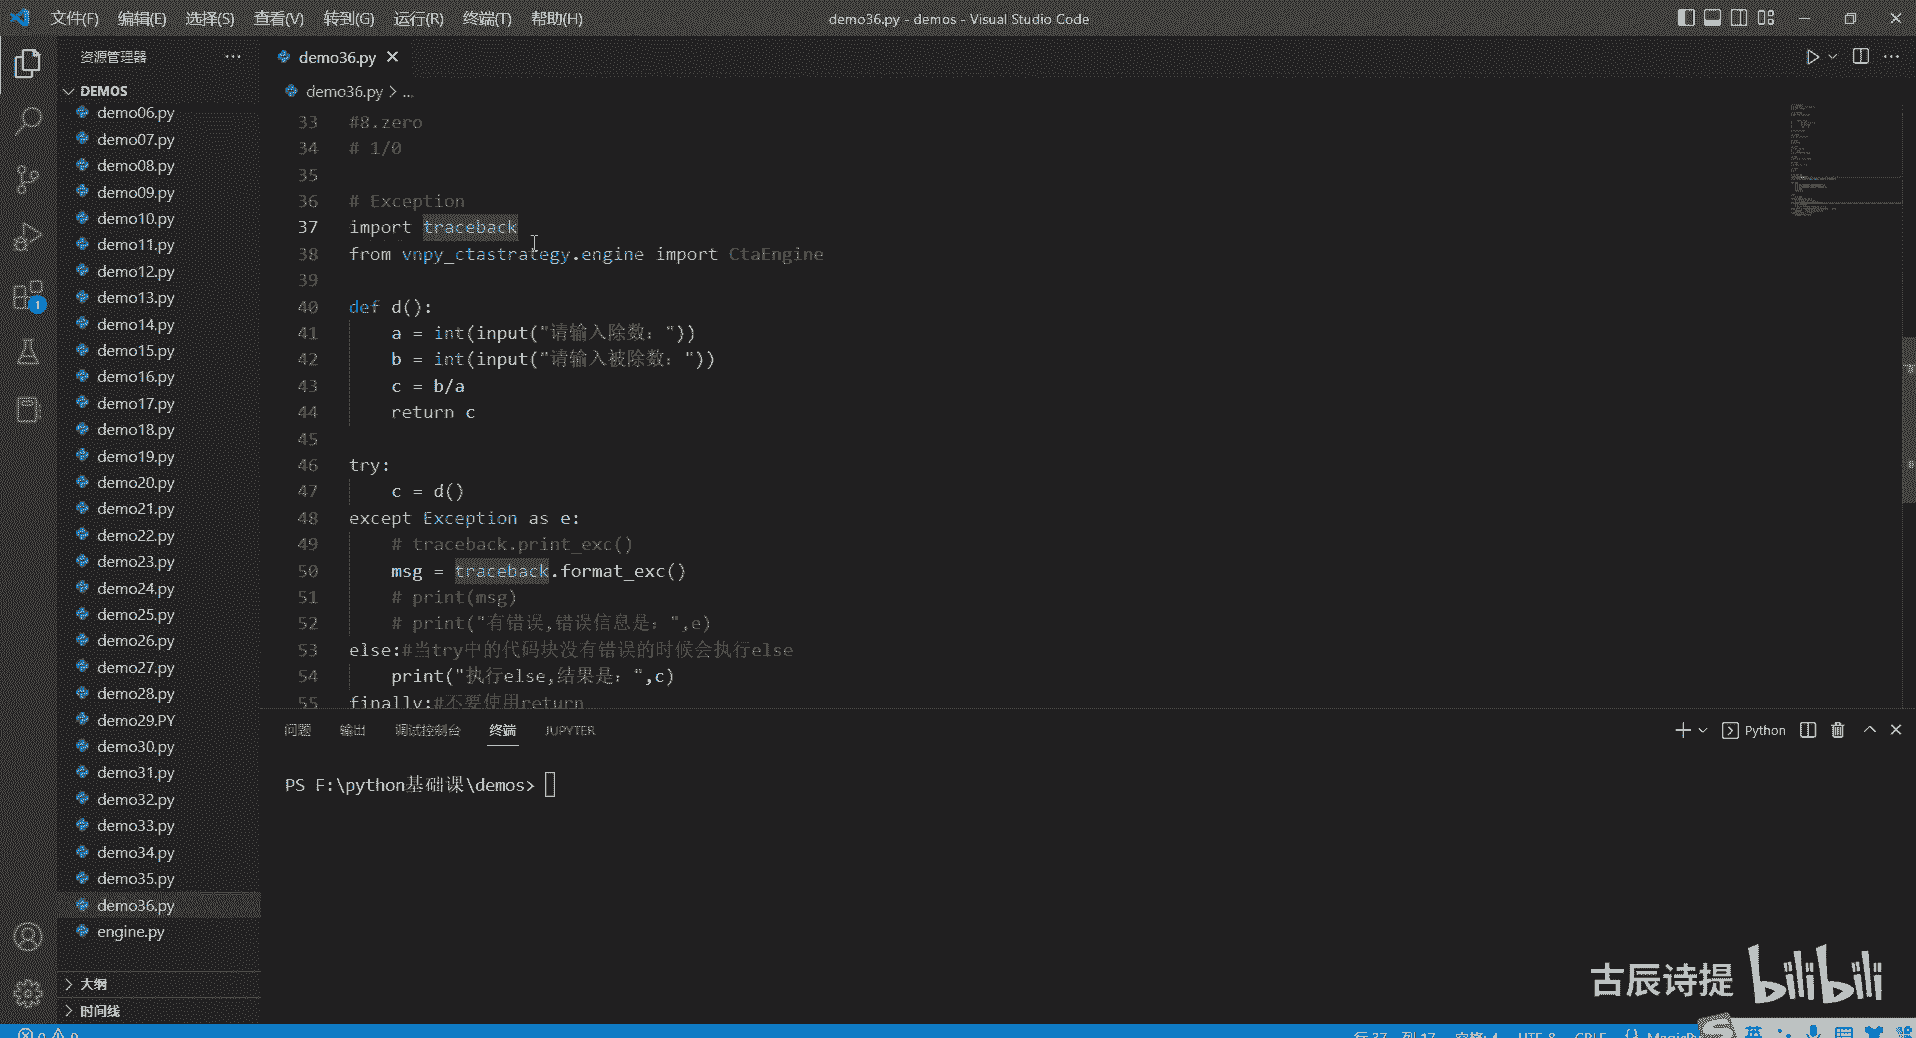 文件(F) 编辑(E) 选择(S) 查看(V) 转到(G) 运行(R) 终端(T) 帮助(H) demo36.py - demos - Visual Studio Code
资源管理器
DEMOS
demo06.py
demo07.py
demo08.py
demo09.py
demo10.py
demo11.py
demo12.py
demo13.py
demo14.py
demo15.py
demo16.py
demo17.py
demo18.py
demo19.py
demo20.py
demo21.py
demo22.py
demo23.py
demo24.py
demo25.py
demo26.py
demo27.py
demo28.py
demo29.PY
demo30.py
demo31.py
demo32.py
demo33.py
demo34.py
demo35.py
demo36.py
engine.py
大纲
时间线
1
demo36.py
demo36.py > ...
33 #8.zero
34 # 1/0
35
36 # Exception
37 import traceback
38 from vnpy_ctastrategy.engine import CtaEngine
39
40 def d():
41 a = int(input("请输入除数："))
42 b = int(input("请输入被除数："))
43 c = b/a
44 return c
45
46 try:
47 c = d()
48 except Exception as e:
49 # traceback.print_exc()
50 msg = traceback.format_exc()
51 # print(msg)
52 # print("有错误,错误信息是：",e)
53 else:#当try中的代码块没有错误的时候会执行else
54 print("执行else,结果是：",c)
55 finally:#不要使用return
问题 输出 调试控制台 终端 JUPYTER
Python
PS F:\python基础课\demos>
古辰诗提 bilibili
行 37, 列 17 空格: 4 UTF-8 CRLF
英